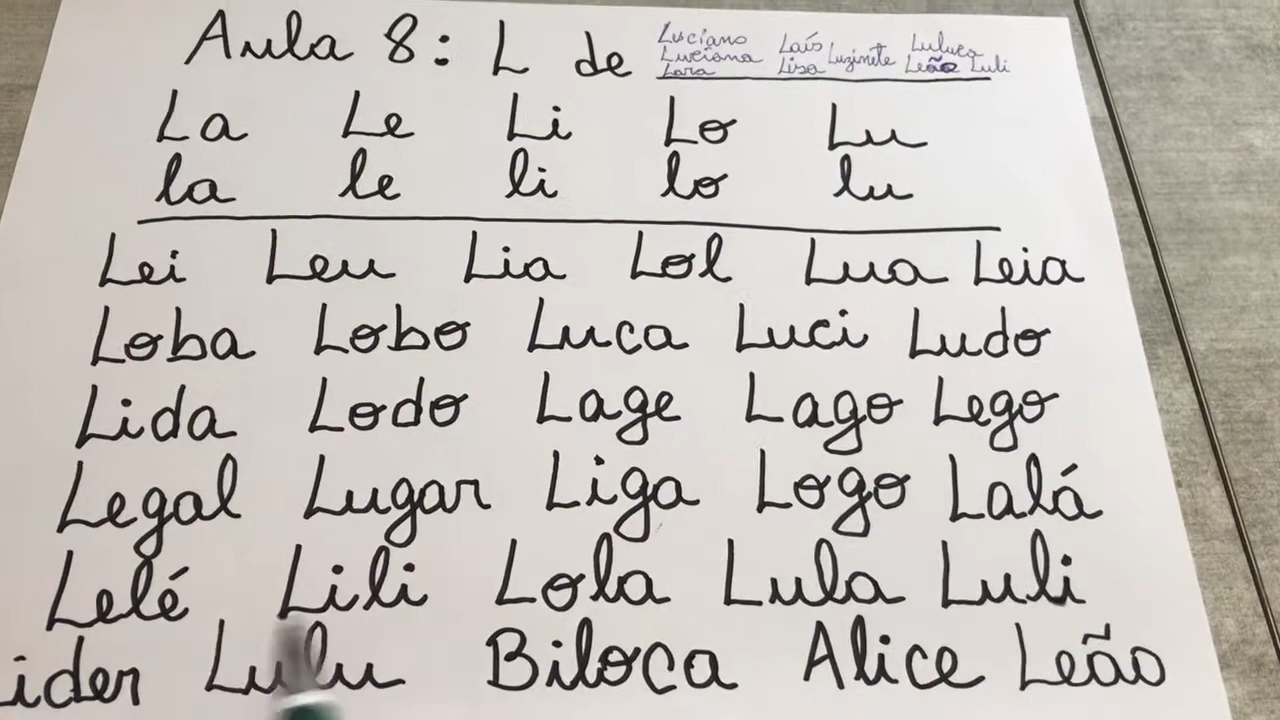 Aula 8: L de Luciano Laís Luzinete Luluca
Luciana Lisa Leão Luli
Lara
La Le Li Lo Lu
la le li lo lu
Lei Leu Lia Lol Lua Leia
Loba Lobo Luca Luci Ludo
Lida Lodo Lage Lago Lego
Legal Lugar Liga Logo Lalá
Lelé Lili Lola Lula Luli
ider Lulu Biloca Alice Leão